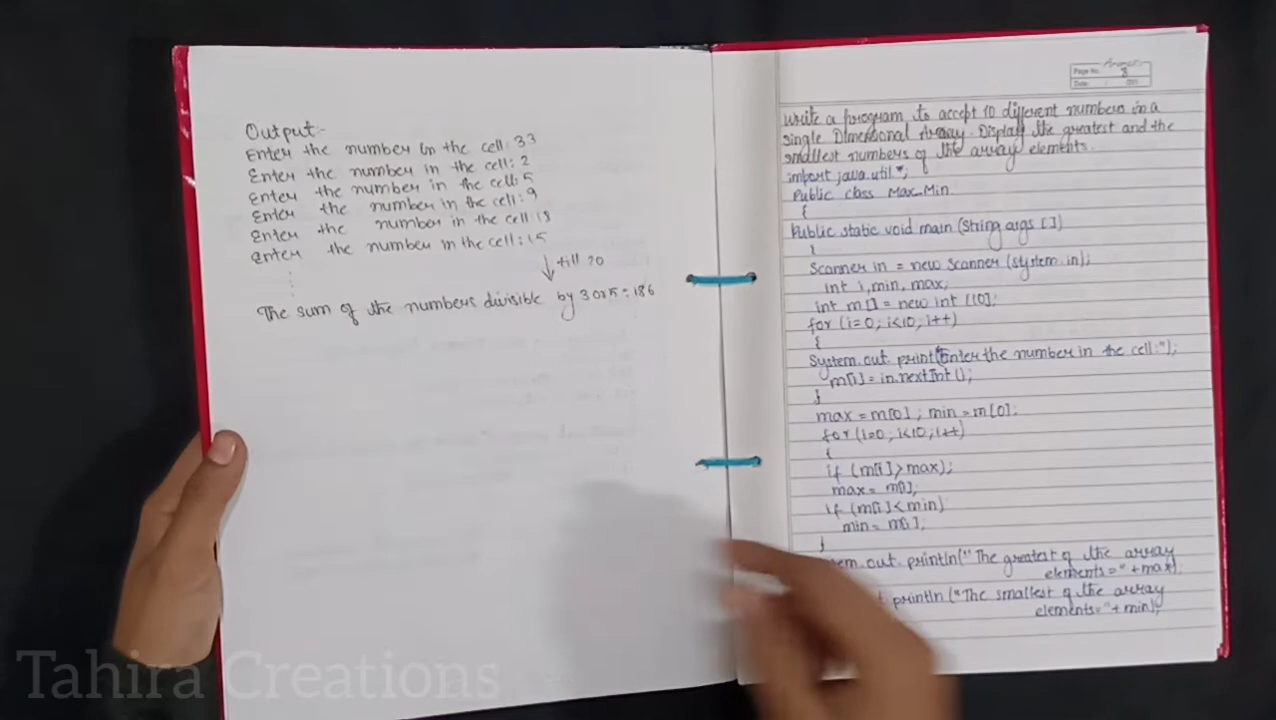 Output:-
Enter the number in the cell: 33
Enter the number in the cell: 2
Enter the number in the cell: 5
Enter the number in the cell: 9
Enter the number in the cell 18
Enter the number in the cell: 15
till 20
The sum of the numbers divisible by 3 or 5 = 186
Page No. 3
Date:
Write a program to accept 10 different numbers in a
single Dimensional Array. Display the greatest and the
smallest numbers of the array elements.
import java.util.*;
Public class Max_Min
{
Public static void main (String args [])
{
Scanner in = new Scanner (System.in);
int i, min, max;
int m[] = new int [10];
for (i=0; i<10; i++)
{
System.out.print("Enter the number in the cell:");
m[i] = in.nextInt();
}
max = m[0]; min = m[0];
for (i=0; i<10; i++)
{
if (m[i] > max);
max = m[i];
if (m[i] < min)
min = m[i];
}
tem.out.println("The greatest of the array
elements=" + max);
t println ("The smallest of the array
elements=" + min);
Tahira Creations